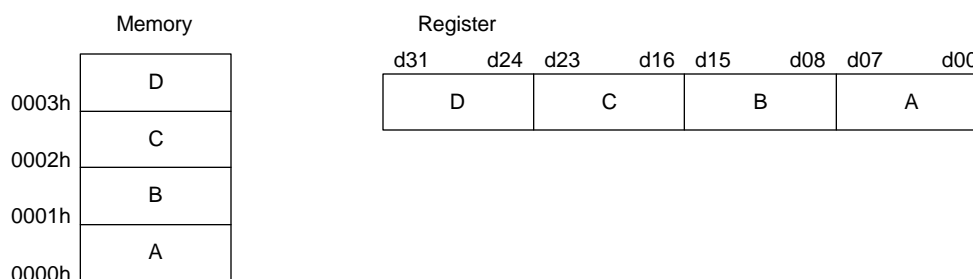 Memory
Register
d31 d24 d23 d16 d15 d08 d07 d00
D C B A
D
0003h
C
0002h
B
0001h
A
0000h